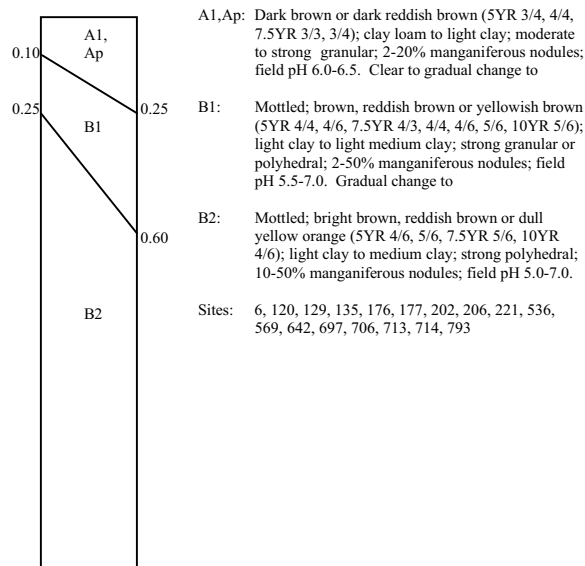 A1,
Ap
0.10
0.25
0.25
B1
0.60
B2
A1,Ap: Dark brown or dark reddish brown (5YR 3/4, 4/4,
7.5YR 3/3, 3/4); clay loam to light clay; moderate
to strong granular; 2-20% manganiferous nodules;
field pH 6.0-6.5. Clear to gradual change to
B1: Mottled; brown, reddish brown or yellowish brown
(5YR 4/4, 4/6, 7.5YR 4/3, 4/4, 4/6, 5/6, 10YR 5/6);
light clay to light medium clay; strong granular or
polyhedral; 2-50% manganiferous nodules; field
pH 5.5-7.0. Gradual change to
B2: Mottled; bright brown, reddish brown or dull
yellow orange (5YR 4/6, 5/6, 7.5YR 5/6, 10YR
4/6); light clay to medium clay; strong polyhedral;
10-50% manganiferous nodules; field pH 5.0-7.0.
Sites: 6, 120, 129, 135, 176, 177, 202, 206, 221, 536,
569, 642, 697, 706, 713, 714, 793